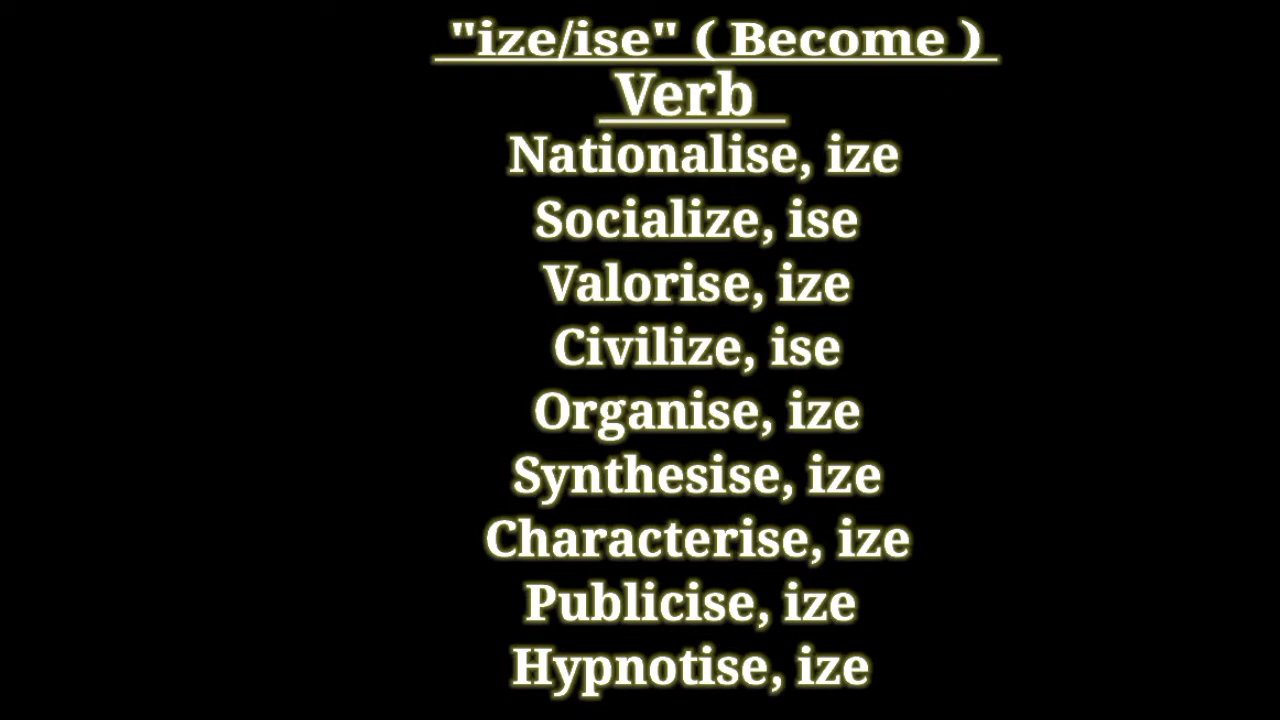 "ize/ise" ( Become )
Verb
Nationalise, ize
Socialize, ise
Valorise, ize
Civilize, ise
Organise, ize
Synthesise, ize
Characterise, ize
Publicise, ize
Hypnotise, ize